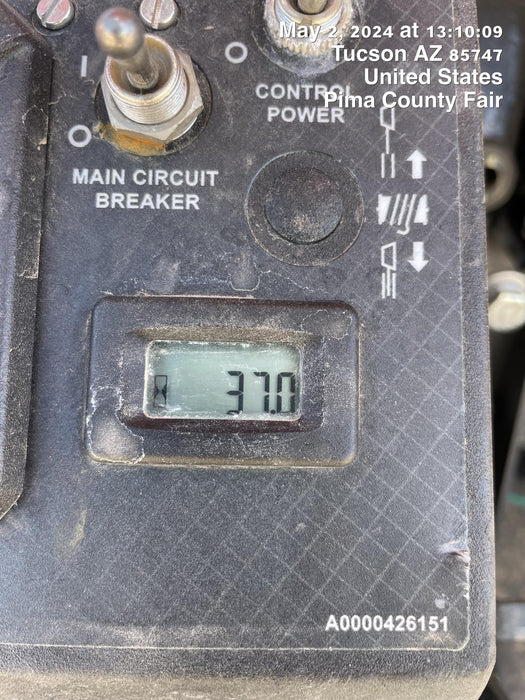 May 2, 2024 at 13:10:09
Tucson AZ 85747
United States
Pima County Fair
I
O
O
CONTROL
POWER
MAIN CIRCUIT
BREAKER
37.0
A0000426151